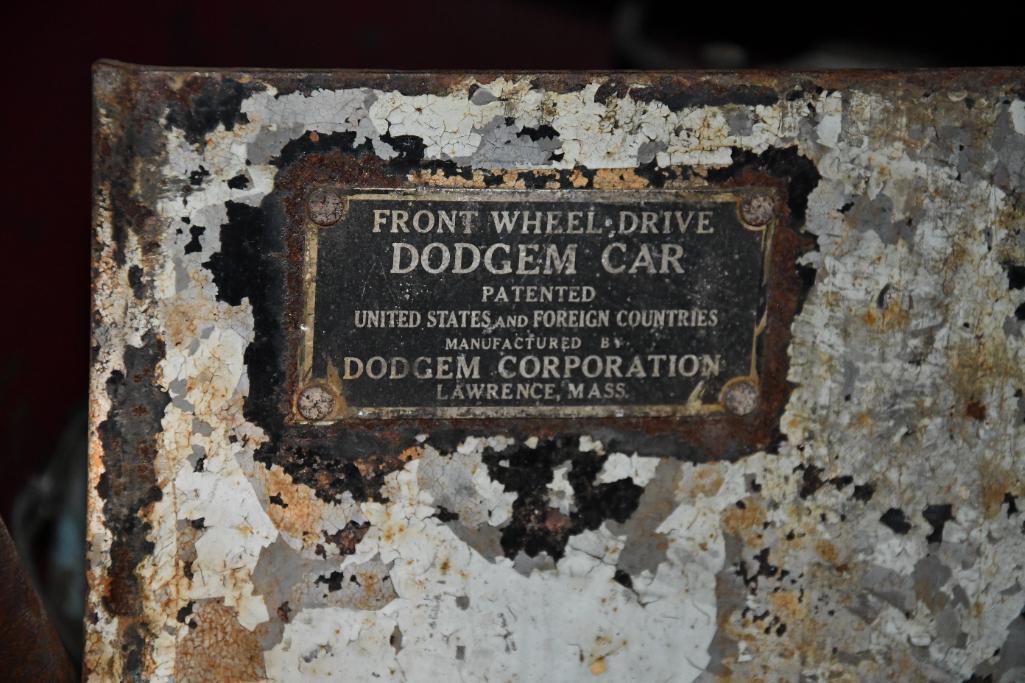 FRONT WHEEL DRIVE
DODGEM CAR
PATENTED
UNITED STATES AND FOREIGN COUNTRIES
MANUFACTURED BY
DODGEM CORPORATION
LAWRENCE, MASS.